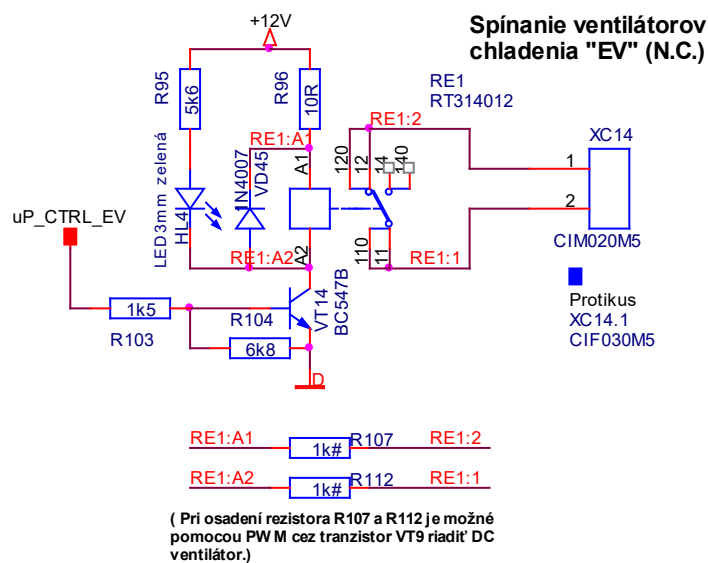 +12V
Spínanie ventilátorov
chladenia "EV" (N.C.)
R95
5k6
R96
10R
RE1
RT314012
RE1:A1
RE1:2
XC14
LED3mm zelená
HL4
1N4007
VD45
A1
120
12
14
140
1
2
uP_CTRL_EV
CIM020M5
RE1:A2
A2
110
11
RE1:1
Protikus
XC14.1
CIF030M5
1k5
R103
R104
6k8
VT14
BC547B
D
RE1:A1
1k#
R107
RE1:2
RE1:A2
1k#
R112
RE1:1
( Pri osadení rezistora R107 a R112 je možné
pomocou PWM cez tranzistor VT9 riadiť DC
ventilátor.)